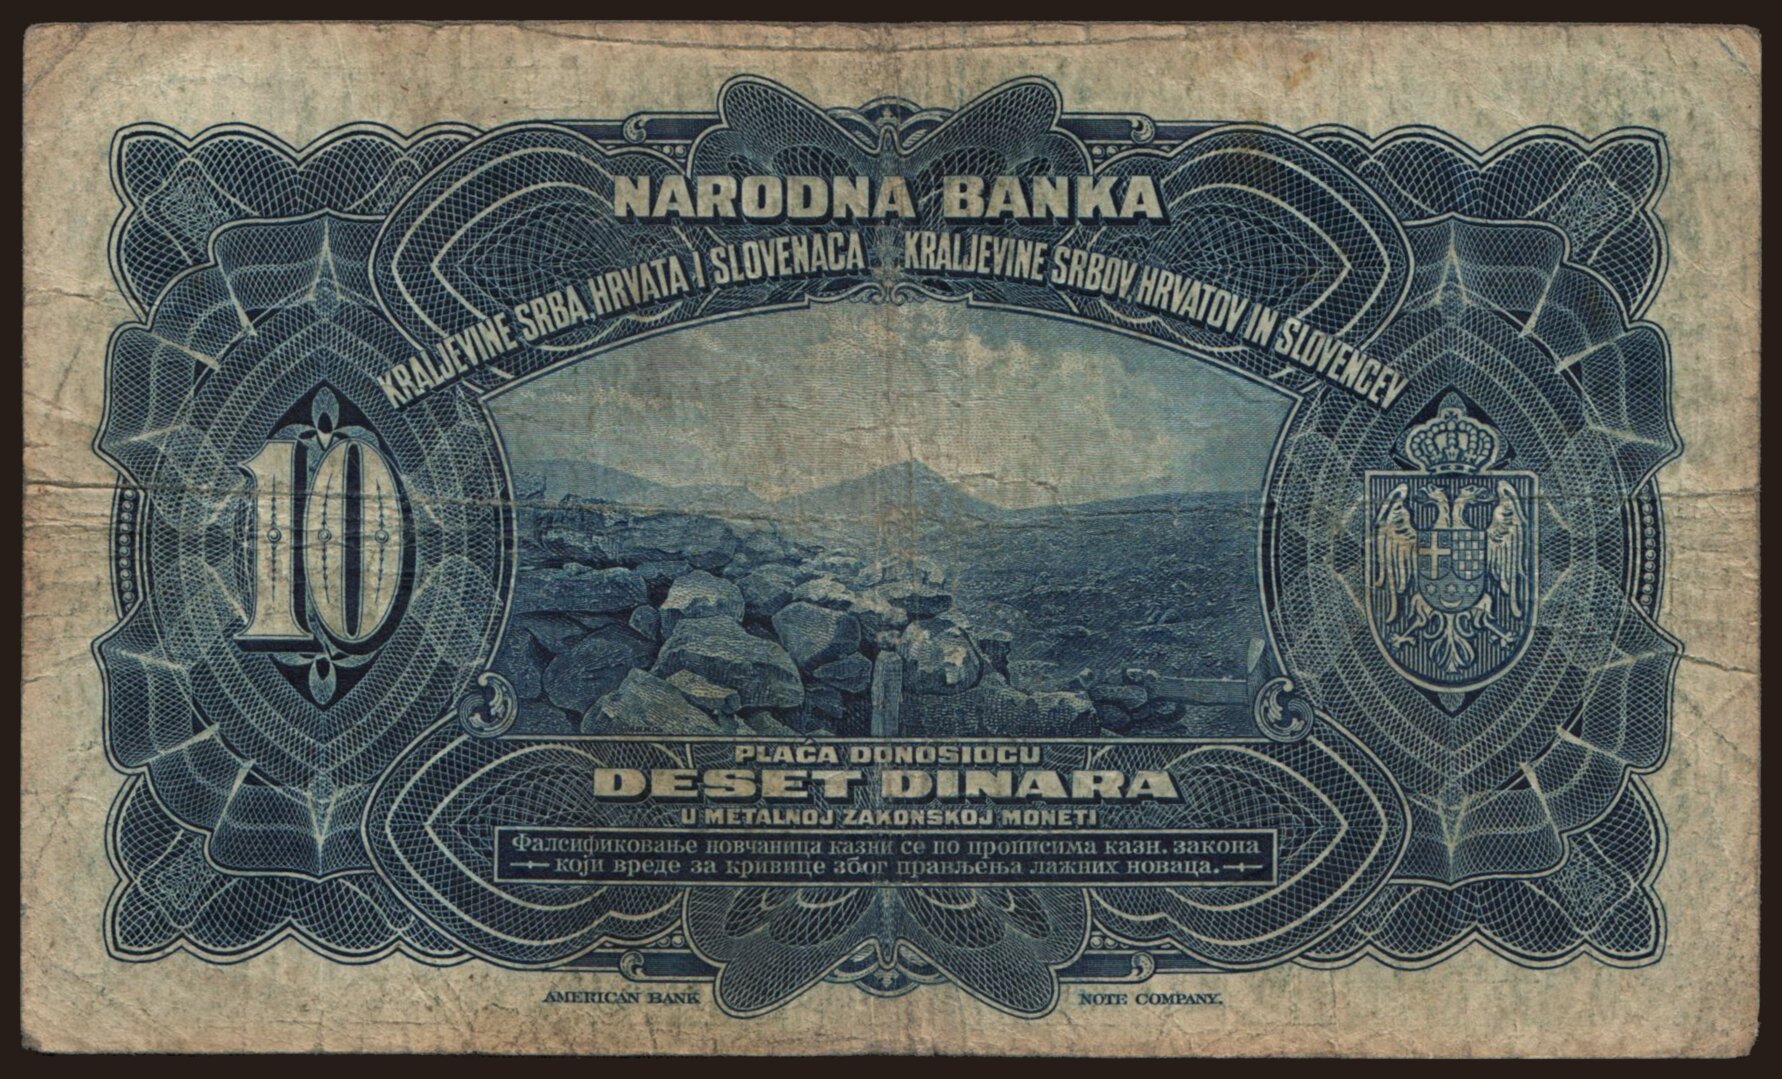 NARODNA BANKA
KRALJEVINE SRBA, HRVATA I SLOVENACA KRALJEVINE SRBOV, HRVATOV IN SLOVENCEV
10
PLAĆA DONOSIOCU
DESET DINARA
U METALNOJ ZAKONSKOJ MONETI
Фалсификовање новчаница казни се по прописима казн. закона
који вреде за кривице због прављења лажних новаца.
AMERICAN BANK NOTE COMPANY.